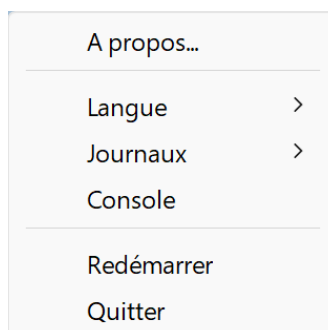 A propos...
Langue
Journaux
Console
Redémarrer
Quitter